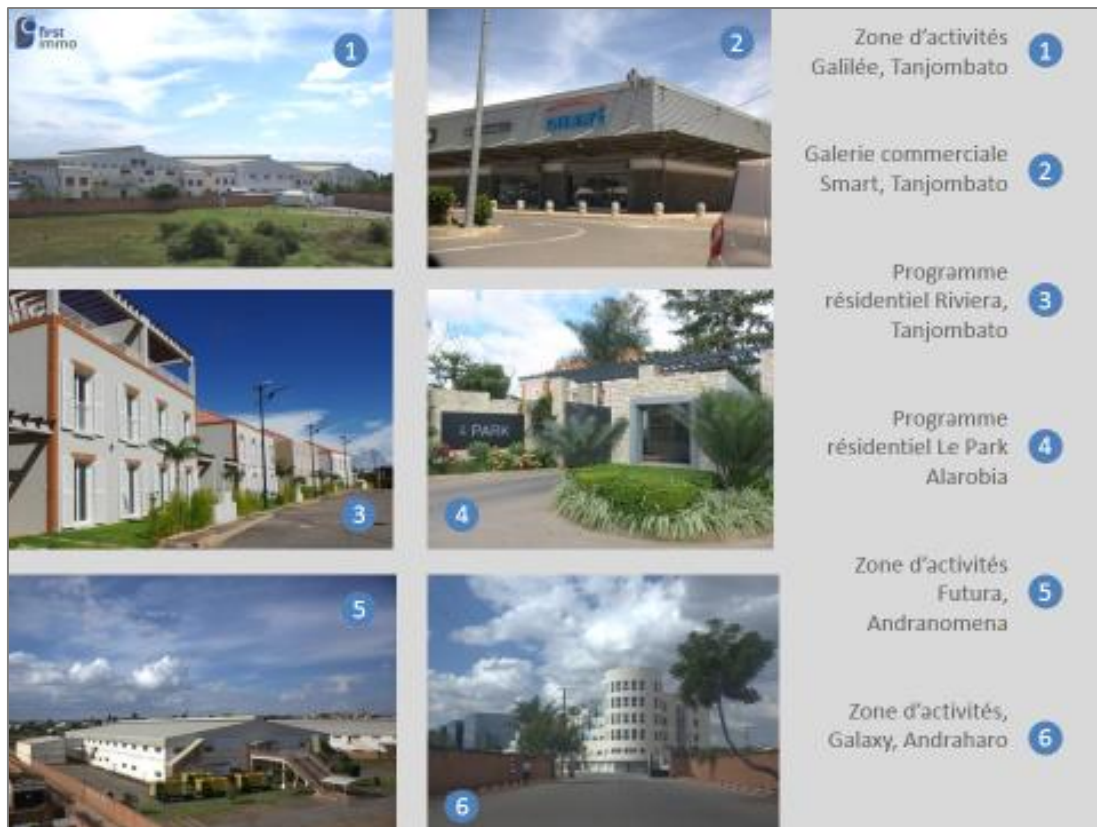 first
immo
1
2
smart
3
PARK
4
5
6
Zone d'activités
Galilée, Tanjombato
1
Galerie commerciale
Smart, Tanjombato
2
Programme
résidentiel Riviera,
Tanjombato
3
Programme
résidentiel Le Park
Alarobia
4
Zone d'activités
Futura,
Andranomena
5
Zone d'activités,
Galaxy, Andraharo
6